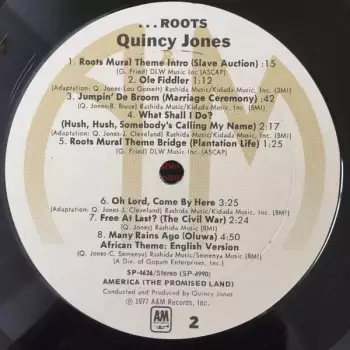 ...ROOTS
Quincy Jones
1. Roots Mural Theme Intro (Slave Auction) :15
(G. Fried) DLW Music Inc (ASCAP)
2. Ole Fiddler :12
(Adaptation: Q. Jones-Lou Gossett) Rashida Music/Kidada Music, Inc. (BMI)
3. Jumpin' De Broom (Marriage Ceremony) :42
(Q. Jones-B. Bruce) Rashida Music/Kidada Music, Inc. (BMI)
4. What Shall I Do?
(Hush, Hush, Somebody's Calling My Name) 2:17
(Adaptation: Q. Jones-J. Cleveland) Rashida Music/Kidada Music, Inc. (BMI)
5. Roots Mural Theme Bridge (Plantation Life) 1:25
(G. Fried) DLW Music (ASCAP)
6. Oh Lord, Come By Here 3:25
(Adaptation: Q. Jones-J. Cleveland) Rashida Music/Kidada Music, Inc. (BMI)
7. Free At Last? (The Civil War) 2:24
(Q. Jones) Rashida Music (BMI)
8. Many Rains Ago (Oluwa) 4:50
African Theme: English Version
(Q. Jones-C. Semenya) Rashida Music/Semenya Music (BMI)
(A Div. of Gopam Enterprises, Inc.)
SP-4626/Stereo (SP-4990)
AMERICA (THE PROMISED LAND)
Conducted and Produced by Quincy Jones
℗ 1977 A&M Records, Inc.
A&M
RECORDS
2